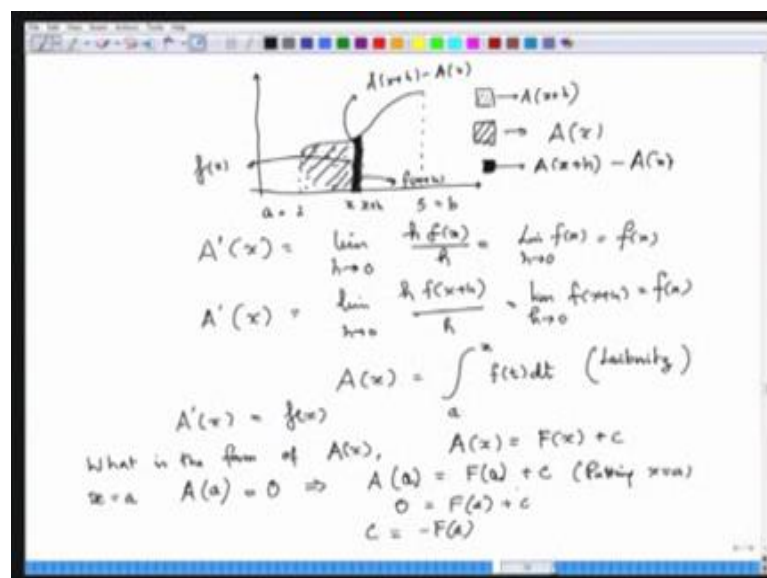 A(x+h) - A(x)
→ A(x+h)
→ A(x)
→ A(x+h) - A(x)
f(x)
f(x+h)
a = 2 x x+h 5 = b
A'(x) = lim h→0 h f(x) / h = lim h→0 f(x) = f(x)
A'(x) = lim h→0 h f(x+h) / h = lim h→0 f(x+h) = f(x)
A(x) = ∫ₐˣ f(t) dt (Leibnitz)
A'(x) = f(x)
What is the form of A(x), A(x) = F(x) + C
x = a A(a) = 0 ⇒ A(a) = F(a) + C (Putting x=a)
0 = F(a) + C
C = -F(a)